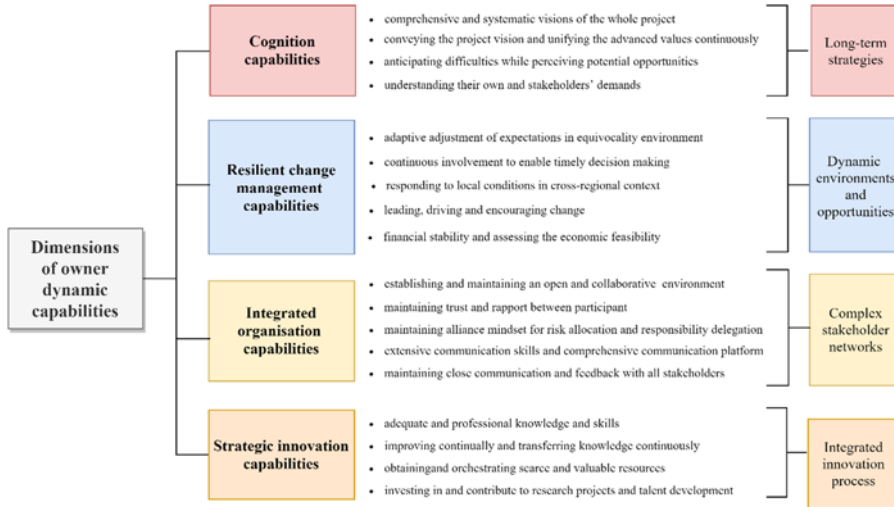 Dimensions
of owner
dynamic
capabilities
Cognition
capabilities
• comprehensive and systematic visions of the whole project
• conveying the project vision and unifying the advanced values continuously
• anticipating difficulties while perceiving potential opportunities
• understanding their own and stakeholders’ demands
Long-term
strategies
Resilient change
management
capabilities
• adaptive adjustment of expectations in equivocality environment
• continuous involvement to enable timely decision making
• responding to local conditions in cross-regional context
• leading, driving and encouraging change
• financial stability and assessing the economic feasibility
Dynamic
environments
and
opportunities
Integrated
organisation
capabilities
• establishing and maintaining an open and collaborative environment
• maintaining trust and rapport between participant
• maintaining alliance mindset for risk allocation and responsibility delegation
• extensive communication skills and comprehensive communication platform
• maintaining close communication and feedback with all stakeholders
Complex
stakeholder
networks
Strategic innovation
capabilities
• adequate and professional knowledge and skills
• improving continually and transferring knowledge continuously
• obtainingand orchestrating scarce and valuable resources
• investing in and contribute to research projects and talent development
Integrated
innovation
process